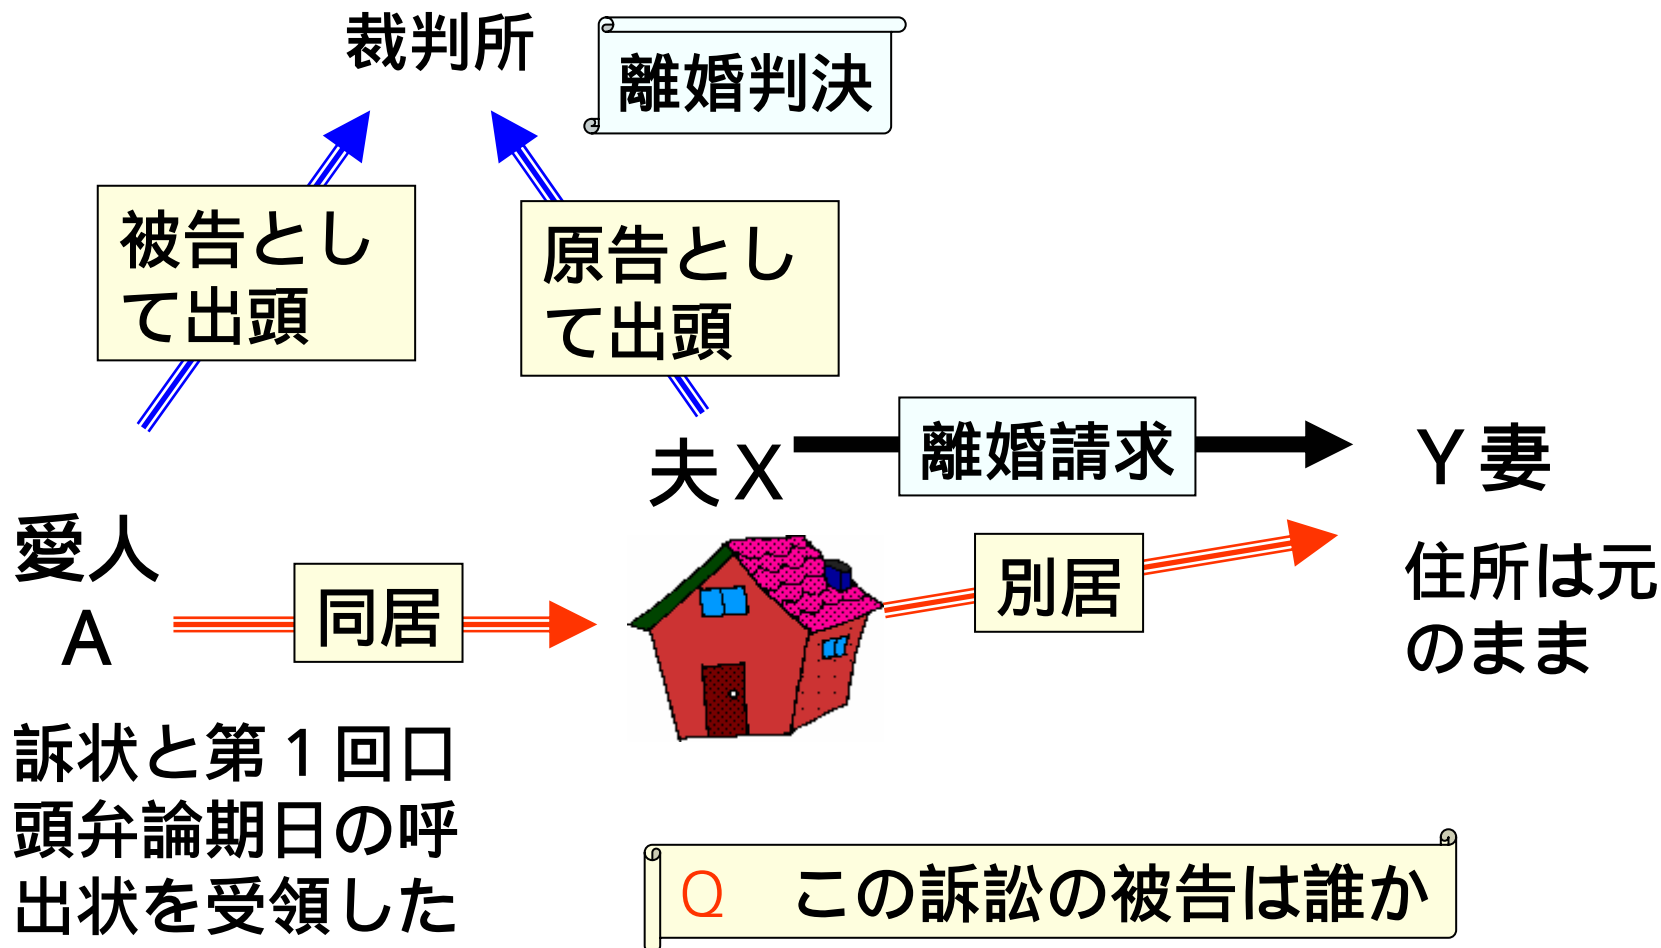 裁判所
離婚判決
被告とし
て出頭
原告とし
て出頭
夫X
離婚請求
Y妻
愛人
A
同居
別居
住所は元
のまま
訴状と第1回口
頭弁論期日の呼
出状を受領した
Q この訴訟の被告は誰か